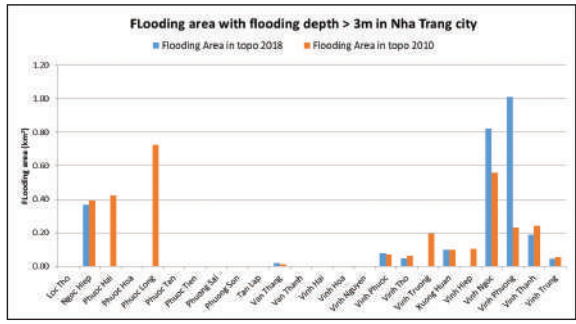 FLooding area with flooding depth > 3m in Nha Trang city
Flooding Area in topo 2018 Flooding Area in topo 2010
FLooding area (km²)
1.20
1.00
0.80
0.60
0.40
0.20
0.00
Loc Tho
Ngoc Hiep
Phuoc Hai
Phuoc Hoa
Phuoc Long
Phuoc Tan
Phuoc Tien
Phuong Sai
Phuong Son
Tan Lap
Van Thang
Van Thanh
Vinh Hai
Vinh Hoa
Vinh Nguyen
Vinh Phuoc
Vinh Tho
Vinh Truong
Xuong Huan
Vinh Hiep
Vinh Ngoc
Vinh Phuong
Vinh Thanh
Vinh Trung